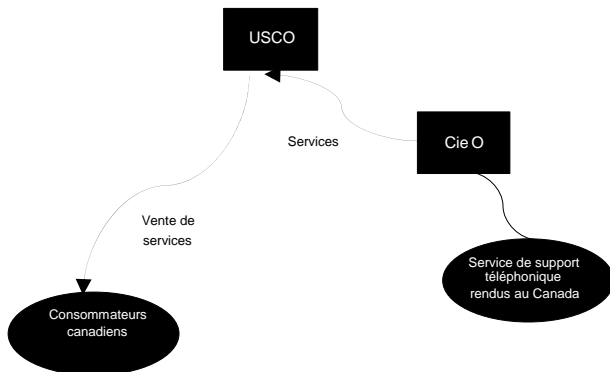 USCO
Services
Cie O
Vente de
services
Service de support
téléphonique
rendus au Canada
Consommateurs
canadiens